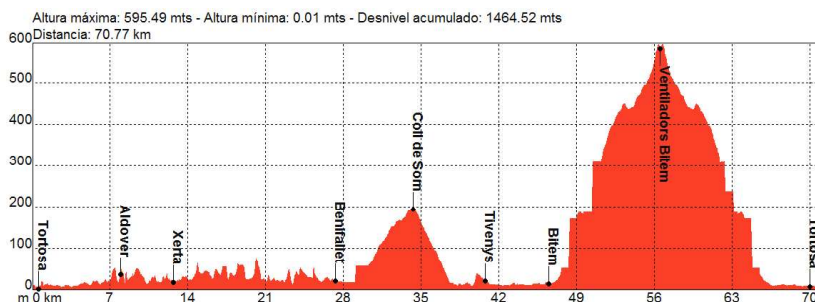 Altura máxima: 595.49 mts - Altura mínima: 0.01 mts - Desnivel acumulado: 1464.52 mts
Distancia: 70.77 km
600
500
400
300
200
100
0
m 0 km
7
14
21
28
35
42
49
56
63
70
Tortosa
Aldover
Xerta
Benifallet
Coll de Som
Tivenys
Bitem
Ventiladors Bitem
Tortosa